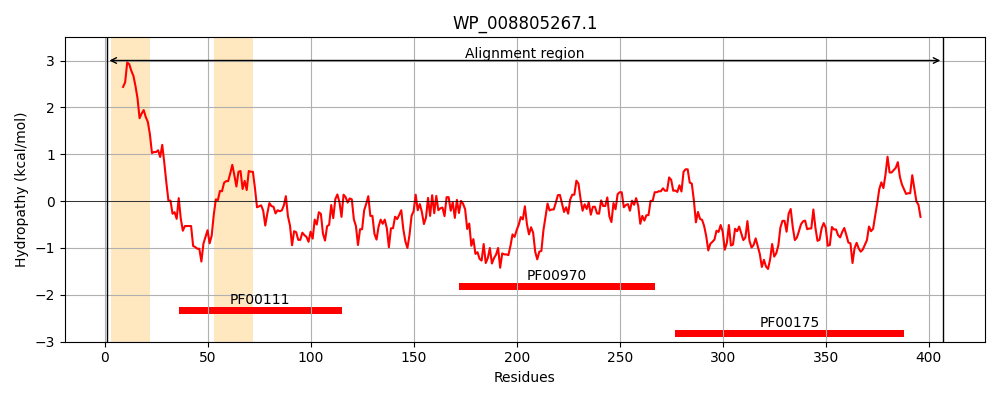 WP_008805267.1
Alignment region
Hydropathy (kcal/mol)
3
2
1
0
−1
−2
−3
PF00970
PF00111
PF00175
0
50
100
150
200
250
300
350
400
Residues